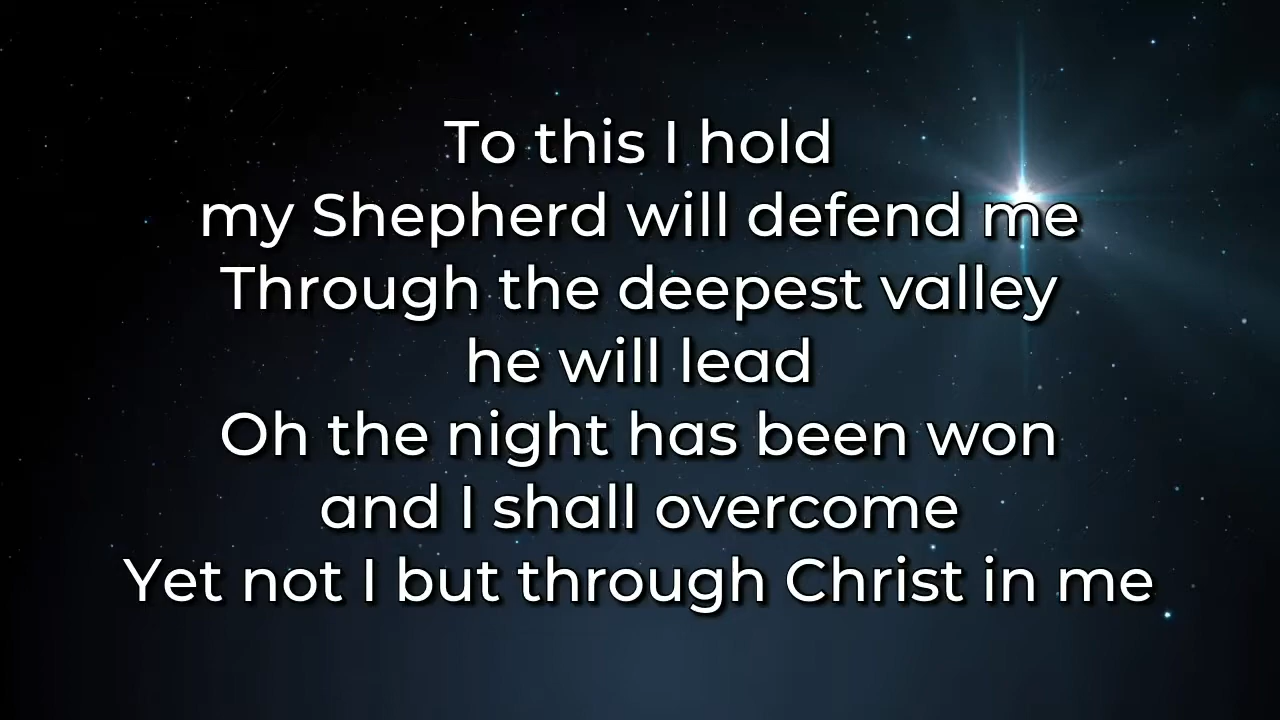 To this I hold
my Shepherd will defend me
Through the deepest valley
he will lead
Oh the night has been won
and I shall overcome
Yet not I but through Christ in me